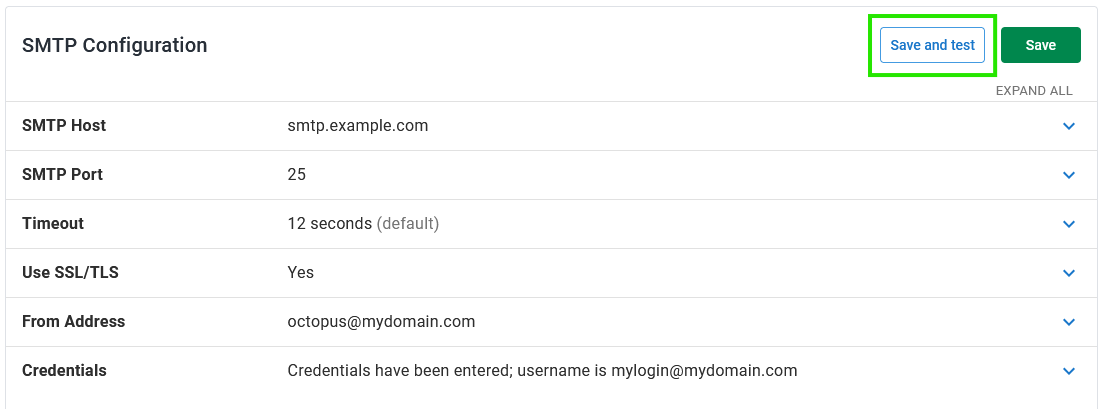 SMTP Configuration
Save and test
Save
EXPAND ALL
SMTP Host smtp.example.com
SMTP Port 25
Timeout 12 seconds (default)
Use SSL/TLS Yes
From Address octopus@mydomain.com
Credentials Credentials have been entered; username is mylogin@mydomain.com